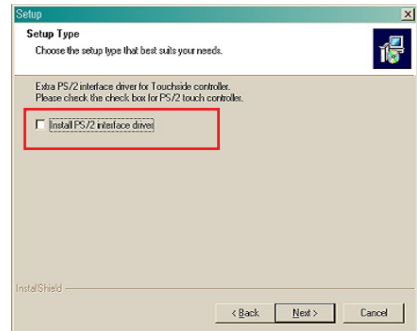 Setup
Setup Type
Choose the setup type that best suits your needs.
Extra PS/2 interface driver for Touchside controller.
Please check the check box for PS/2 touch controller.
Install PS/2 interface driver
InstallShield
< Back Next > Cancel